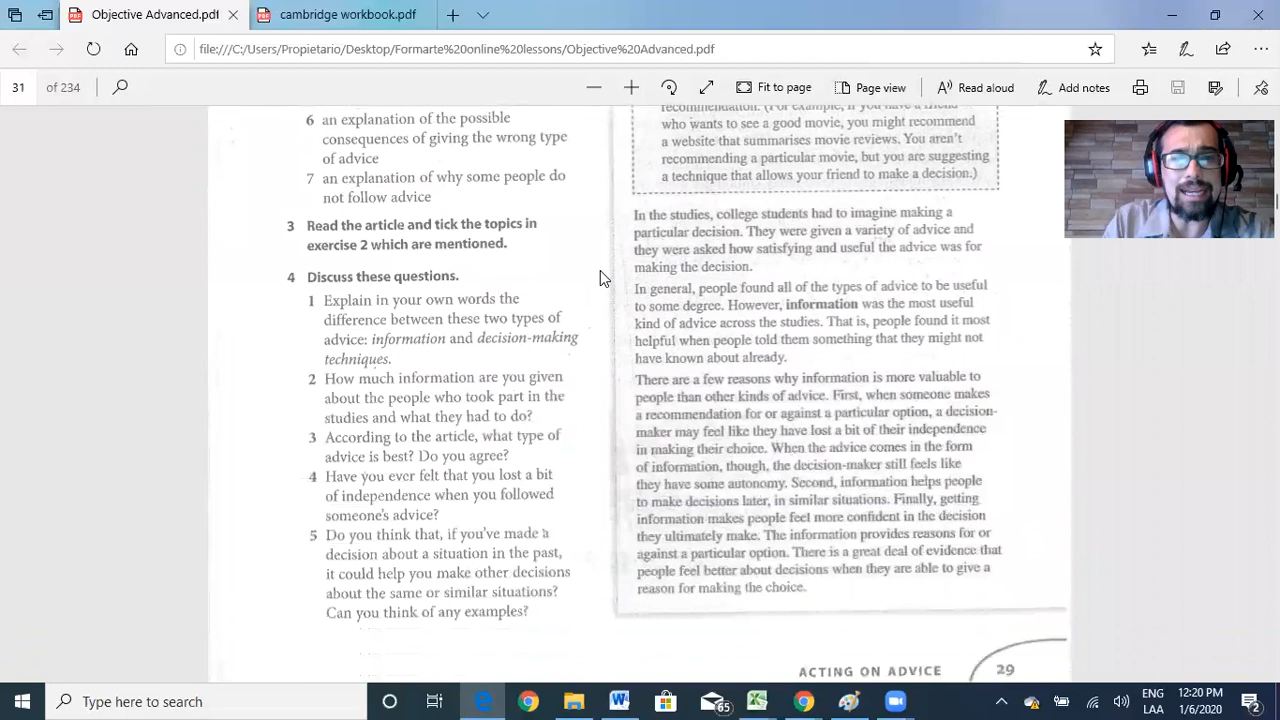 Objective Advanced.pdf
cambridge objective.pdf
file:///C:/Users/Propietario/Desktop/Formarte%20online%20lessons/Objective%20Advanced.pdf
31 of 234
Fit to page
Page view
Read aloud
Add notes
6 an explanation of the possible
consequences of giving the wrong type
of advice
7 an explanation of why some people do
not follow advice
3 Read the article and tick the topics in
exercise 2 which are mentioned.
4 Discuss these questions.
1 Explain in your own words the
difference between these two types of
advice: information and decision-making
techniques.
2 How much information are you given
about the people who took part in the
studies and what they had to do?
3 According to the article, what type of
advice is best? Do you agree?
4 Have you ever felt that you lost a bit
of independence when you followed
someone's advice?
5 Do you think that, if you've made a
decision about a situation in the past,
it could help you make other decisions
about the same or similar situations?
Can you think of any examples?
recommendation. (For example, if you have a friend
who wants to see a good movie, you might recommend
a website that summarises movie reviews. You aren't
recommending a particular movie, but you are suggesting
a technique that allows your friend to make a decision.)
In the studies, college students had to imagine making a
particular decision. They were given a variety of advice and
they were asked how satisfying and useful the advice was for
making the decision.
In general, people found all of the types of advice to be useful
to some degree. However, information was the most useful
kind of advice across the studies. That is, people found it most
helpful when people told them something that they might not
have known about already.
There are a few reasons why information is more valuable to
people than other kinds of advice. First, when someone makes
a recommendation for or against a particular option, a decision-
maker may feel like they have lost a bit of their independence
in making their choice. When the advice comes in the form
of information, though, the decision-maker still feels like
they have some autonomy. Second, information helps people
to make decisions later, in similar situations. Finally, getting
information makes people feel more confident in the decision
they ultimately make. The information provides reasons for or
against a particular option. There is a great deal of evidence that
people feel better about decisions when they are able to give a
reason for making the choice.
ACTING ON ADVICE 29
Type here to search
65
ENG
LAA
12:20 PM
1/6/2020
2